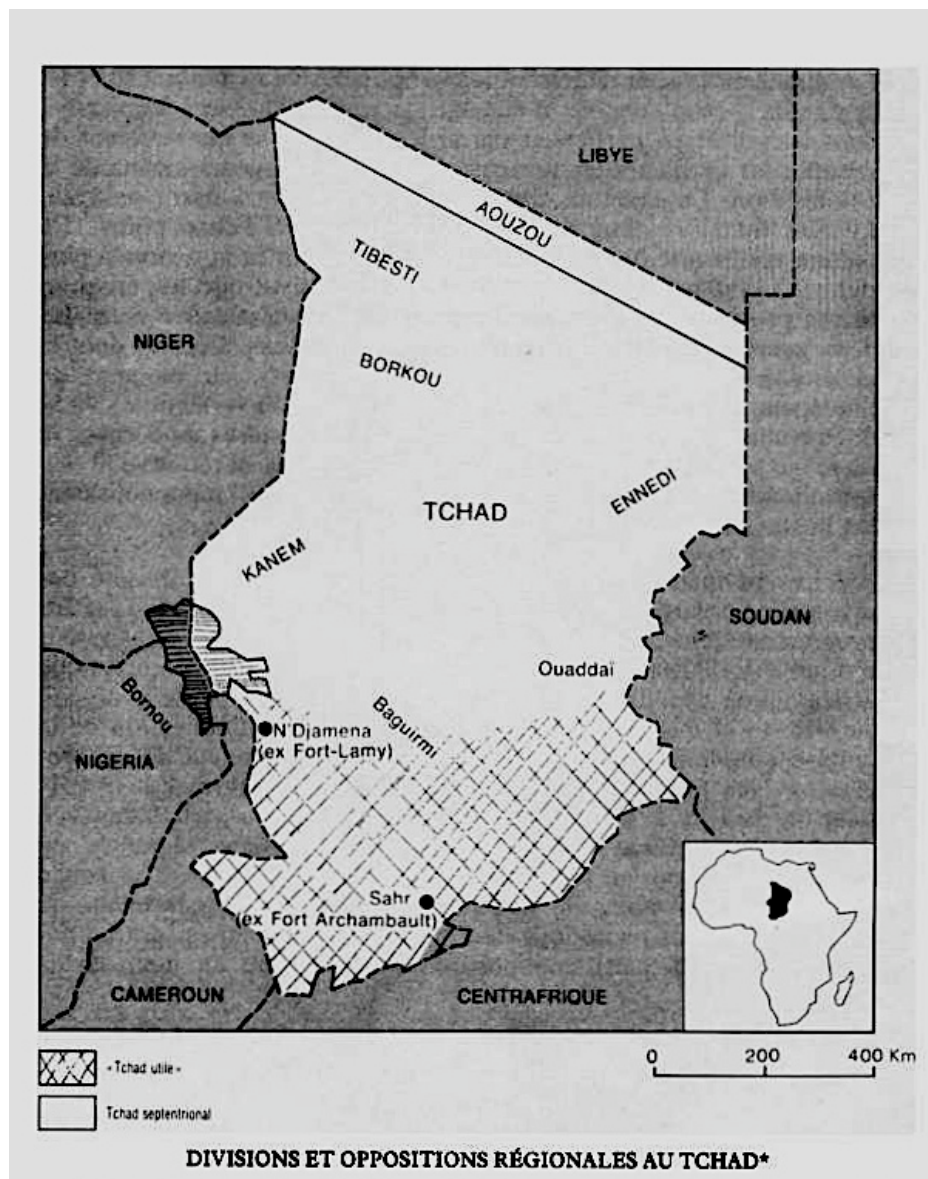 LIBYE
AOUZOU
TIBESTI
NIGER
BORKOU
TCHAD
ENNEDI
KANEM
SOUDAN
Ouaddaï
Bornou
Baguirmi
N'Djamena
(ex Fort-Lamy)
NIGERIA
Sahr
(ex Fort Archambault)
CAMEROUN
CENTRAFRIQUE
0 200 400 Km
« Tchad utile »
Tchad septentrional
DIVISIONS ET OPPOSITIONS RÉGIONALES AU TCHAD*